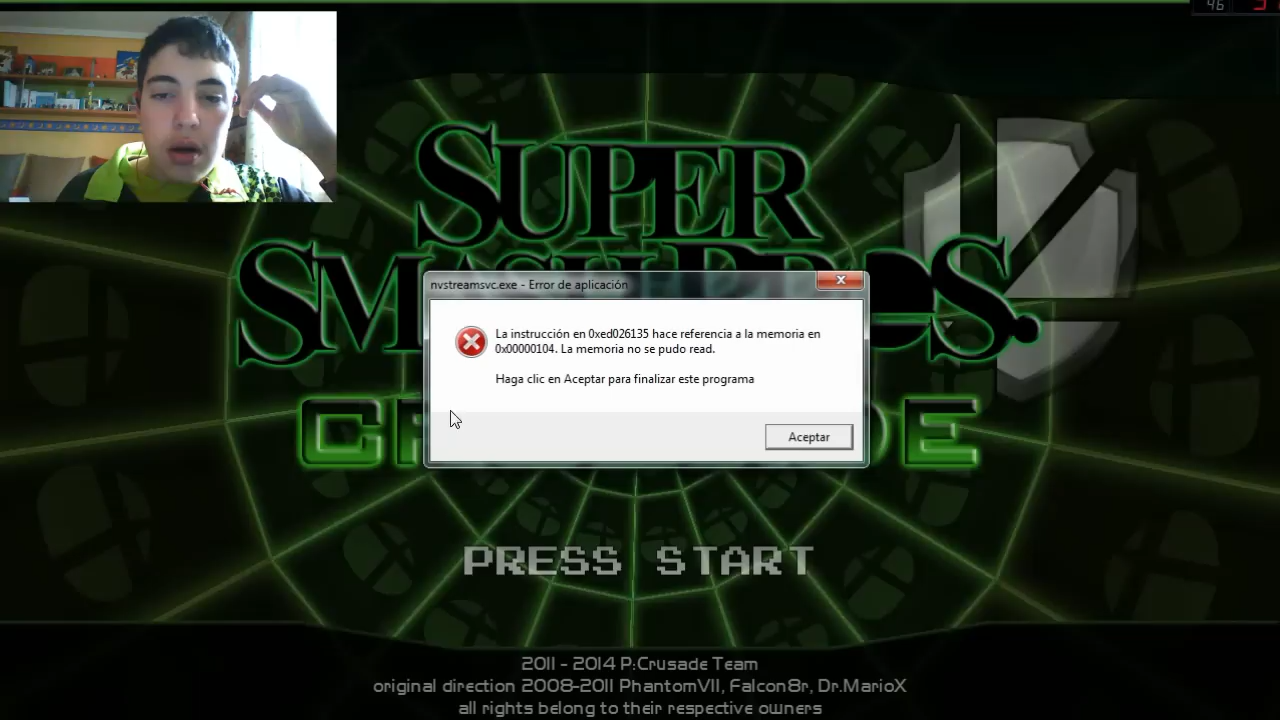 SUPER
nvstreamsvc.exe - Error de aplicación
La instrucción en 0xed026135 hace referencia a la memoria en
0x00000104. La memoria no se pudo read.
Haga clic en Aceptar para finalizar este programa
Aceptar
PRESS START
2011 - 2014 P:Crusade Team
original direction 2008-2011 PhantomVII, Falcon8r, Dr.MarioX
all rights belong to their respective owners